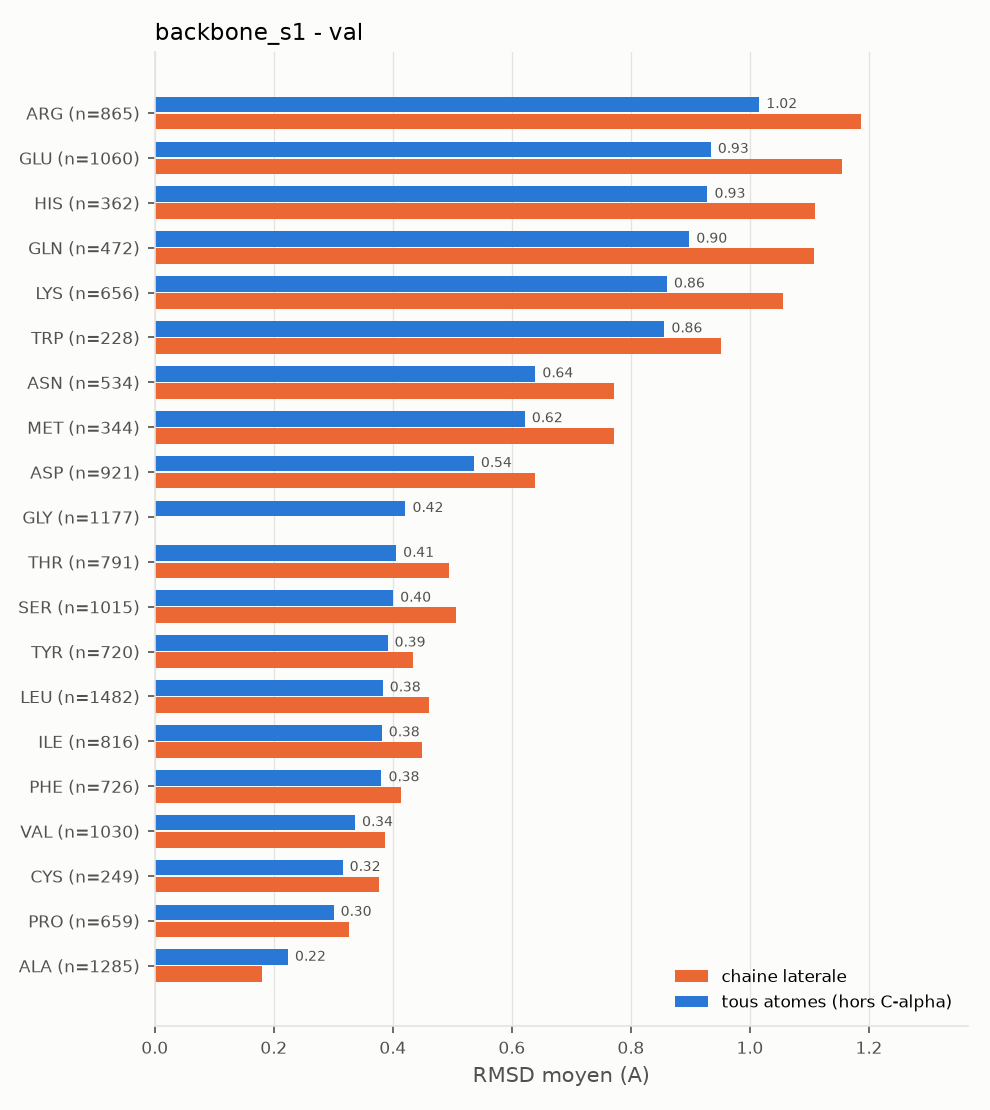 backbone_s1 - val
ARG (n=865)
1.02
GLU (n=1060)
0.93
HIS (n=362)
0.93
GLN (n=472)
0.90
LYS (n=656)
0.86
TRP (n=228)
0.86
ASN (n=534)
0.64
MET (n=344)
0.62
ASP (n=921)
0.54
GLY (n=1177)
0.42
THR (n=791)
0.41
SER (n=1015)
0.40
TYR (n=720)
0.39
LEU (n=1482)
0.38
ILE (n=816)
0.38
PHE (n=726)
0.38
VAL (n=1030)
0.34
CYS (n=249)
0.32
PRO (n=659)
0.30
ALA (n=1285)
0.22
chaine laterale
tous atomes (hors C-alpha)
0.0 0.2 0.4 0.6 0.8 1.0 1.2
RMSD moyen (A)